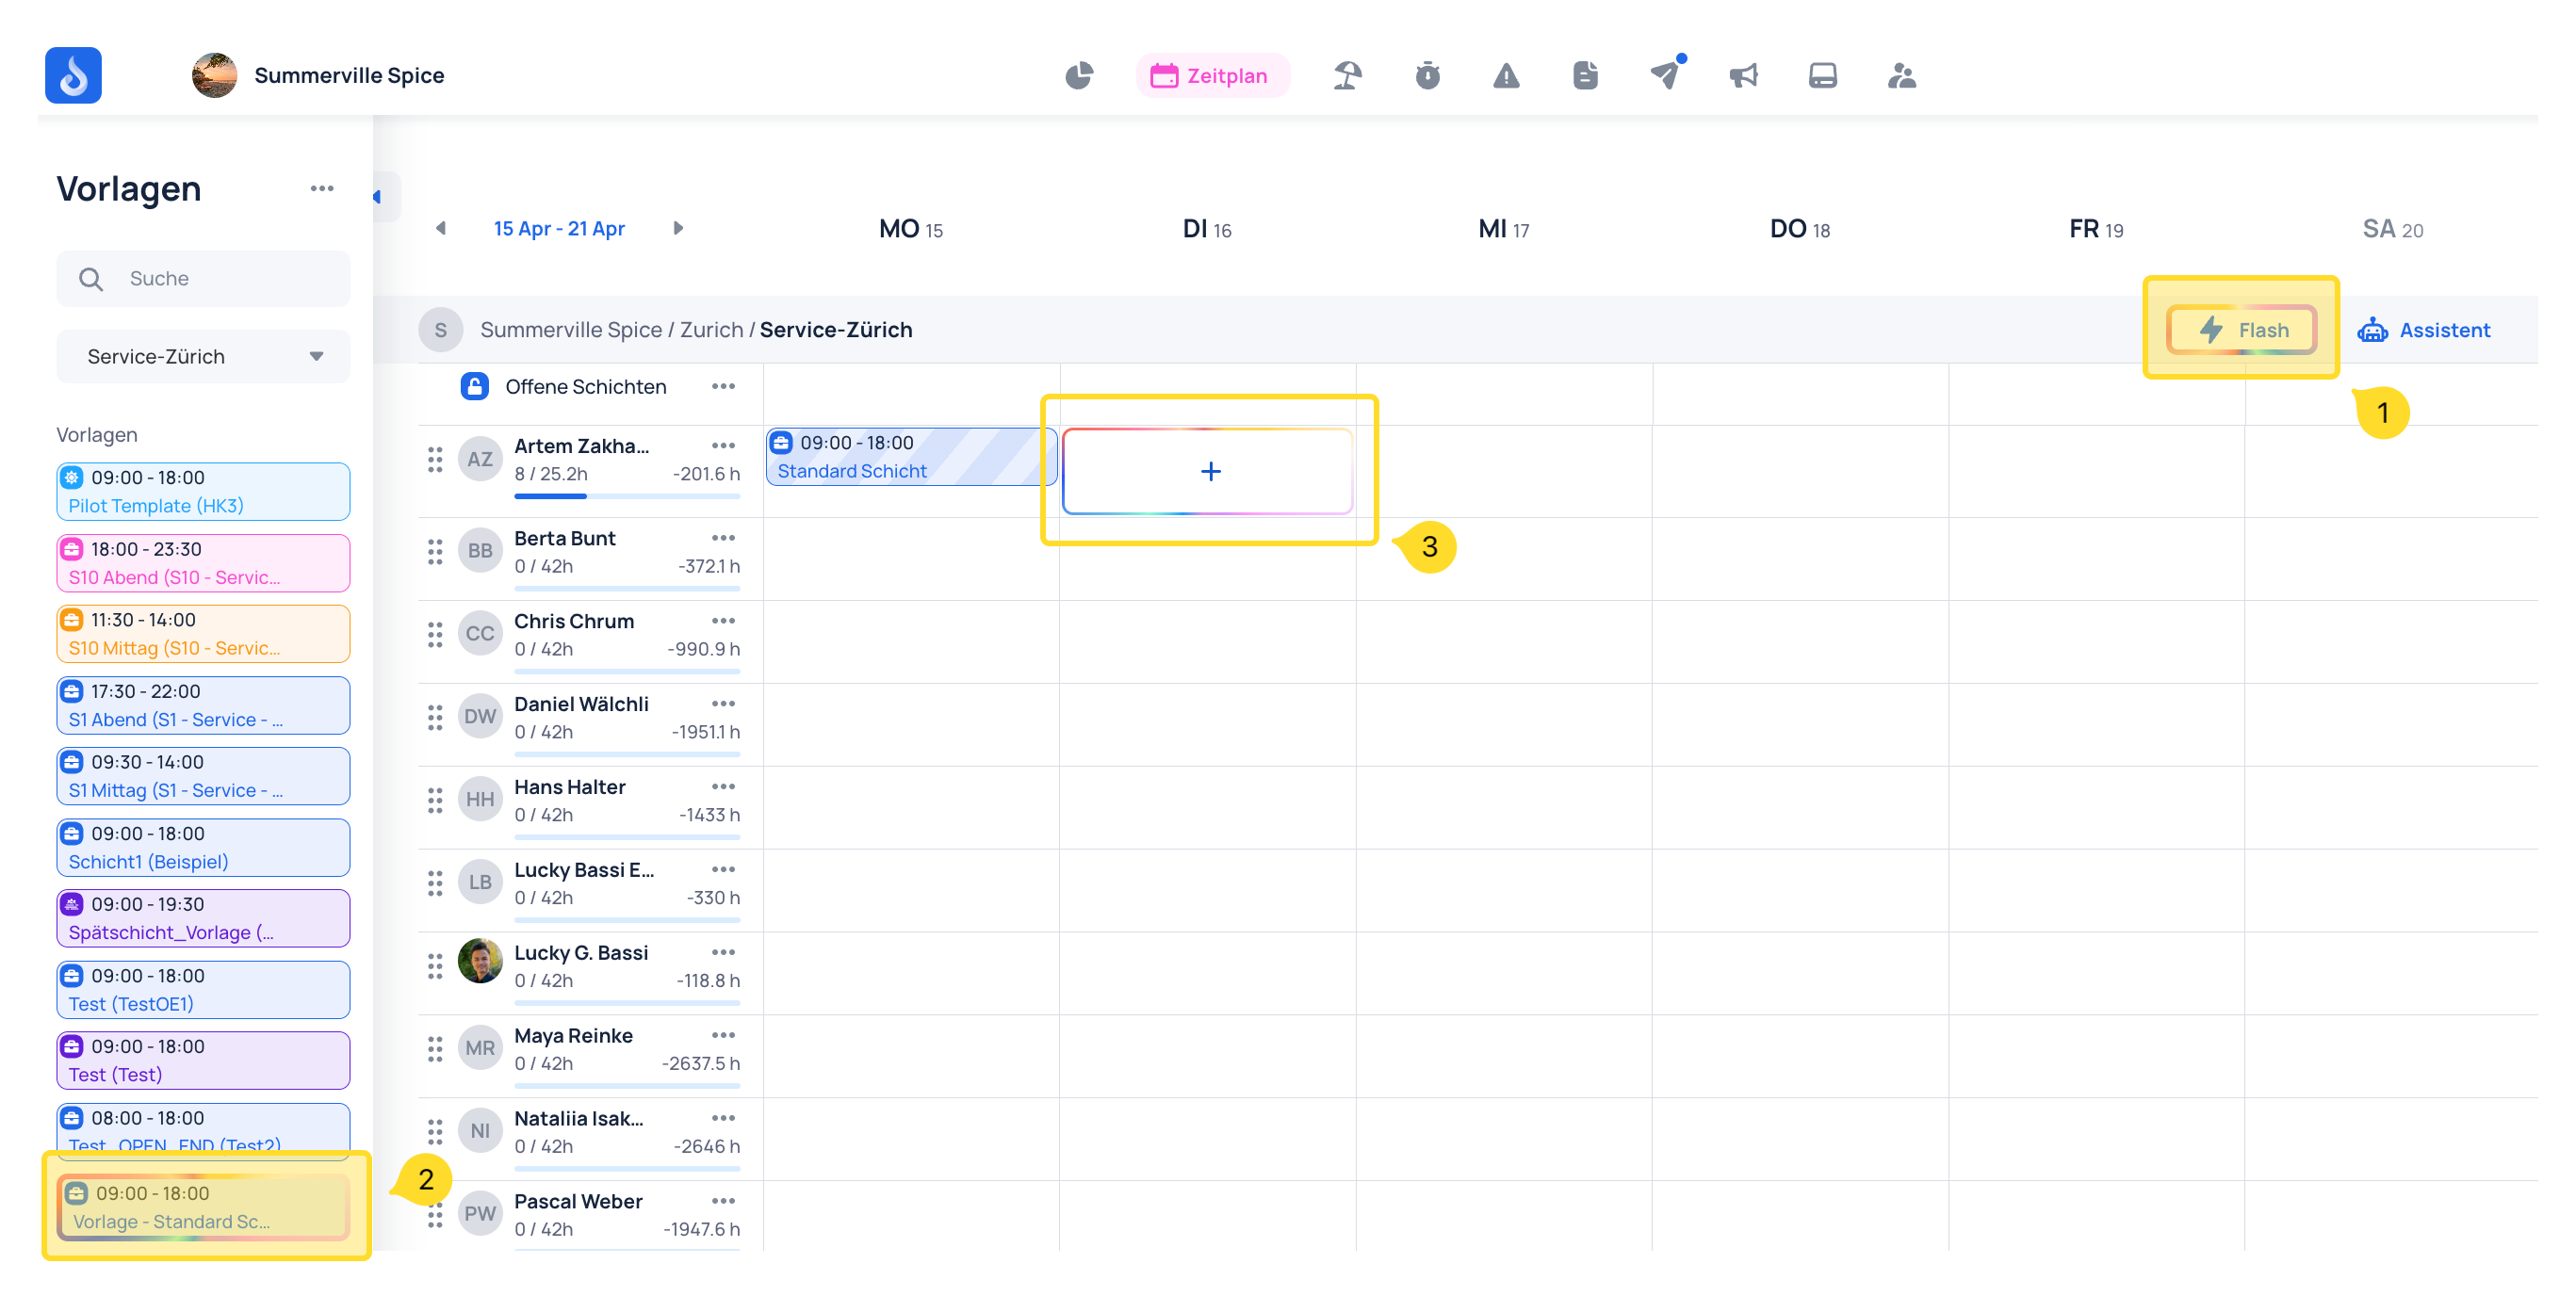 Summerville Spice
Zeitplan
Vorlagen
Suche
Service-Zürich
Vorlagen
09:00 - 18:00
Pilot Template (HK3)
18:00 - 23:30
S10 Abend (S10 - Servic...
11:30 - 14:00
S10 Mittag (S10 - Servic...
17:30 - 22:00
S1 Abend (S1 - Service - ...
09:30 - 14:00
S1 Mittag (S1 - Service - ...
09:00 - 18:00
Schicht1 (Beispiel)
09:00 - 19:30
Spätschicht_Vorlage (...
09:00 - 18:00
Test (TestOE1)
09:00 - 18:00
Test (Test)
08:00 - 18:00
Test_OPEN_END (Test2)
09:00 - 18:00
Vorlage - Standard Sc...
2
15 Apr - 21 Apr
MO 15
DI 16
MI 17
DO 18
FR 19
SA 20
S
Summerville Spice / Zurich / Service-Zürich
Flash
Assistent
1
Offene Schichten
AZ
Artem Zakha...
8 / 25.2h
-201.6 h
09:00 - 18:00
Standard Schicht
+
3
BB
Berta Bunt
0 / 42h
-372.1 h
CC
Chris Chrum
0 / 42h
-990.9 h
DW
Daniel Wälchli
0 / 42h
-1951.1 h
HH
Hans Halter
0 / 42h
-1433 h
LB
Lucky Bassi E...
0 / 42h
-330 h
Lucky G. Bassi
0 / 42h
-118.8 h
MR
Maya Reinke
0 / 42h
-2637.5 h
NI
Nataliia Isak...
0 / 42h
-2646 h
PW
Pascal Weber
0 / 42h
-1947.6 h